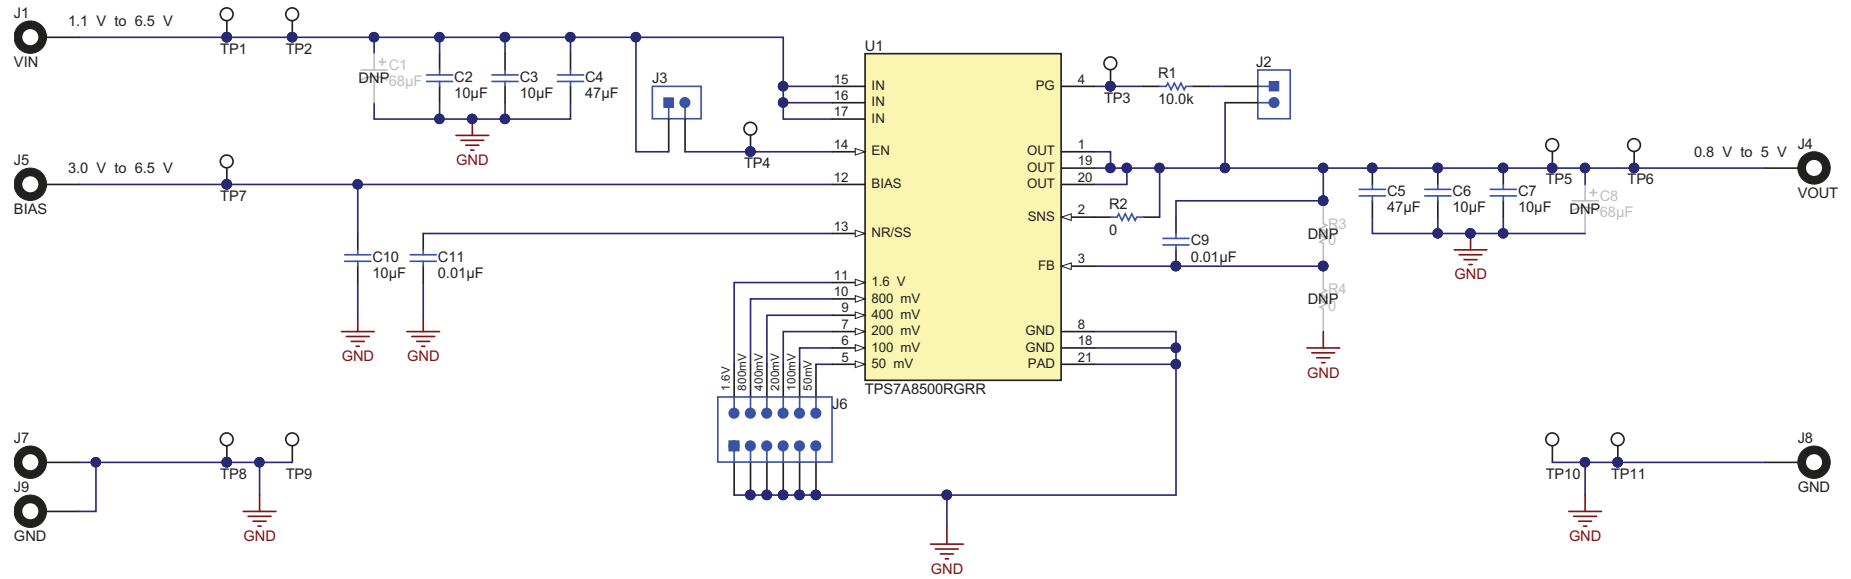 J1
1.1 V to 6.5 V
VIN
TP1
TP2
C1
+
DNP
68µF
C2
10µF
C3
10µF
C4
47µF
J3
TP4
J5
3.0 V to 6.5 V
BIAS
TP7
C10
10µF
C11
0.01µF
GND
GND
GND
U1
15 IN
16 IN
17 IN
14 EN
12 BIAS
13 NR/SS
11 1.6 V
10 800 mV
9 400 mV
7 200 mV
6 100 mV
5 50 mV
PG 4
OUT 1
OUT 19
OUT 20
SNS 2
FB 3
GND 8
GND 18
PAD 21
TPS7A8500RGRR
1.6V
800mV
400mV
200mV
100mV
50mV
J6
TP3
R1
10.0k
J2
R2
0
C9
0.01µF
R3
DNP
0
R4
DNP
0
GND
C5
47µF
C6
10µF
C7
10µF
TP5
+
C8
DNP
68µF
TP6
GND
0.8 V to 5 V
J4
VOUT
J7
J9
GND
TP8
TP9
GND
GND
TP10
TP11
GND
J8
GND